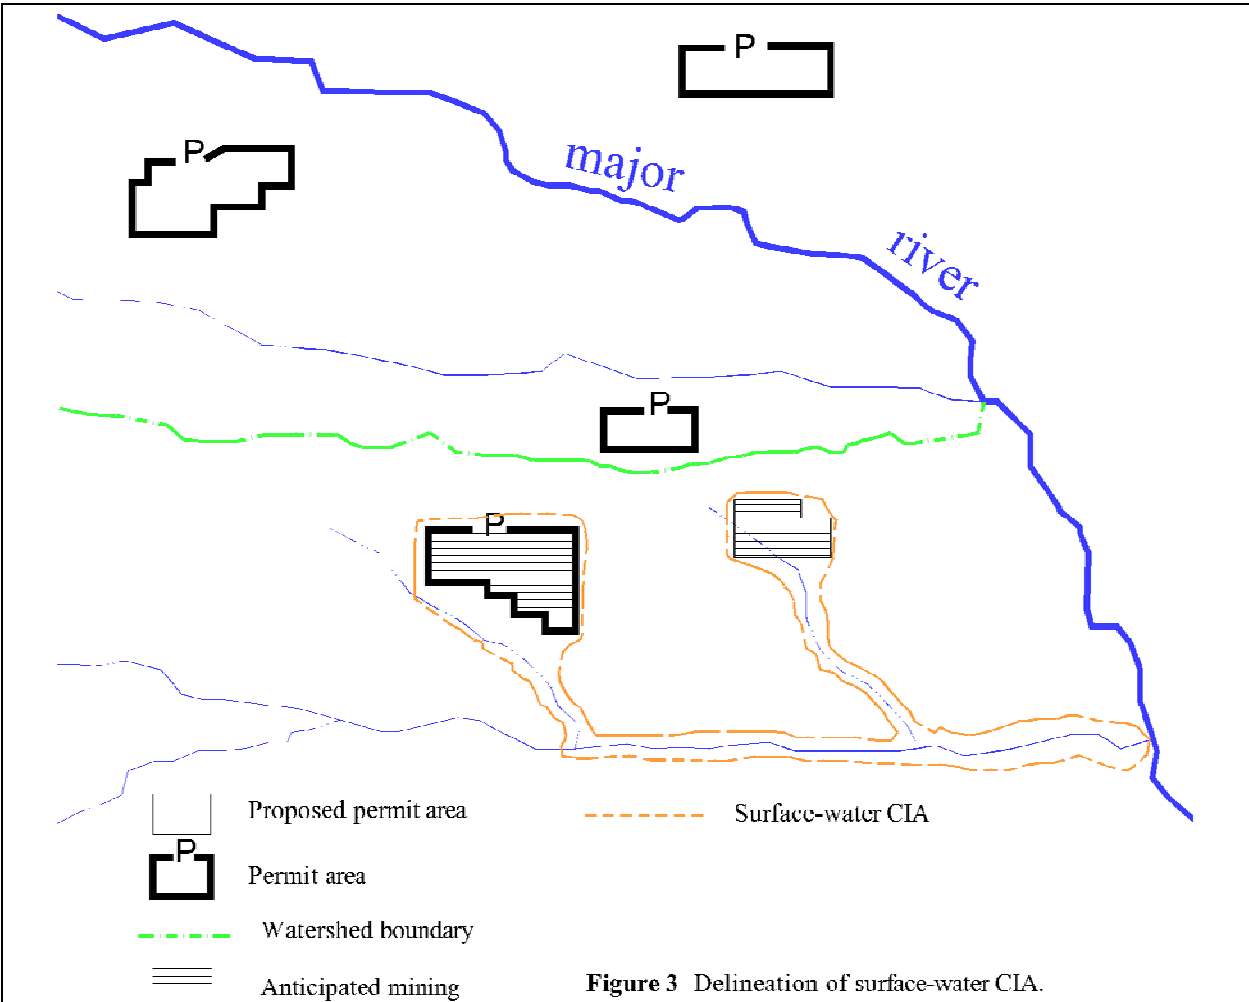 P
major
P
river
P
P
Proposed permit area
Surface-water CIA
P
Permit area
Watershed boundary
Anticipated mining
Figure 3 Delineation of surface-water CIA.